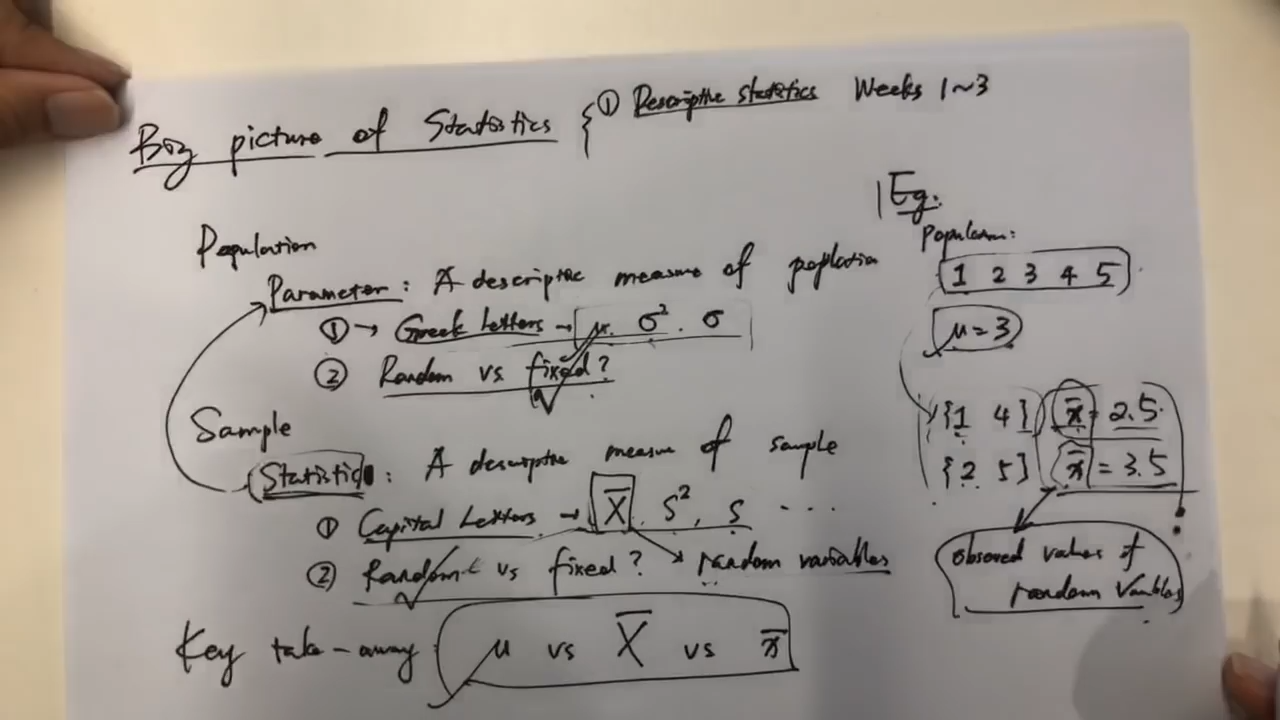 Big picture of Statistics { ① Descriptive statistics Weeks 1~3
Population
Parameter: A descriptive measure of population
① → Greek Letters → μ. σ². σ
② Random vs fixed?
Sample
Statistic: A descriptive measure of sample
① Capital Letters → X̄. S², S ...
② Random vs fixed? → random variables
Key take-away μ vs X̄ vs x̄
Eg.
Population:
1 2 3 4 5
μ = 3
{1 4} x̄ = 2.5
{2 5} x̄ = 3.5
observed values of
random variables